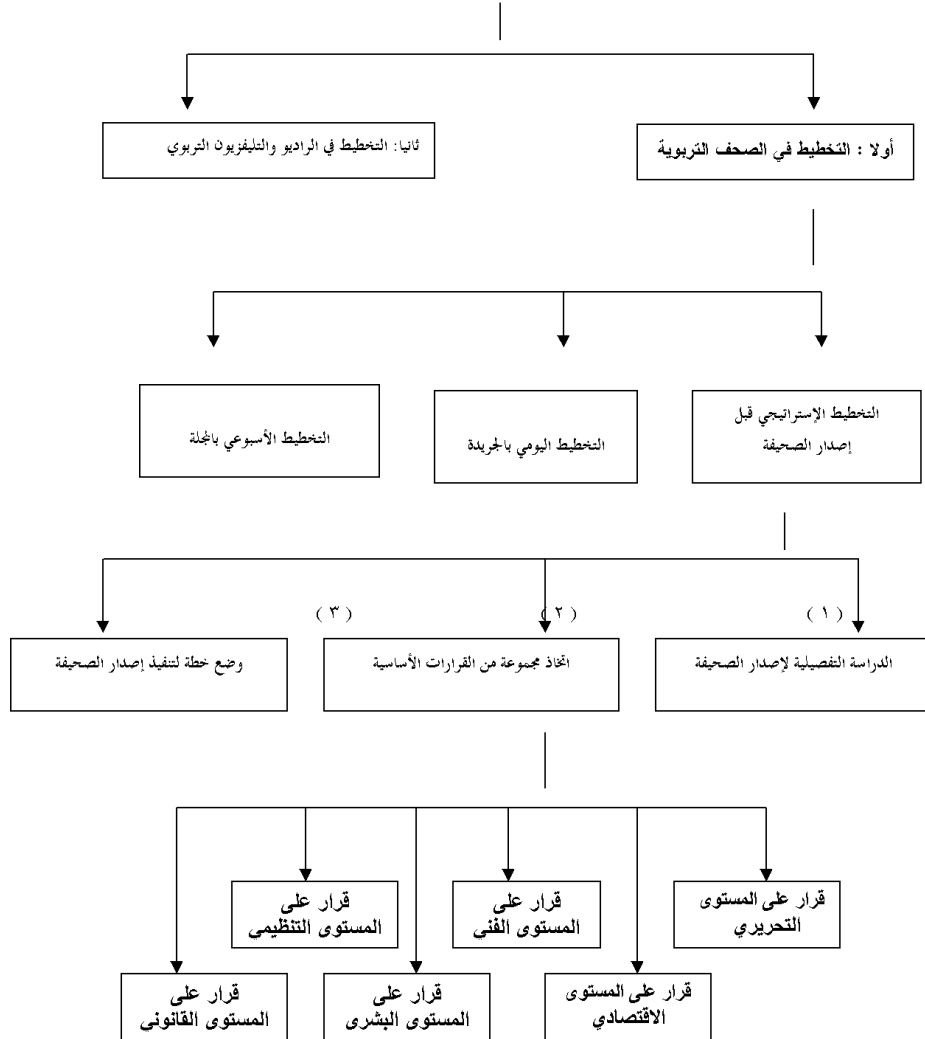 أولا : التخطيط في الصحف التربوية
ثانيا: التخطيط في الراديو والتليفزيون التربوي
التخطيط الإستراتيجي قبل
إصدار الصحيفة
التخطيط اليومي بالجريدة
التخطيط الأسبوعي بالمجلة
( ١ )
( ٢ )
( ٣ )
الدراسة التفصيلية لإصدار الصحيفة
اتخاذ مجموعة من القرارات الأساسية
وضع خطة لتنفيذ إصدار الصحيفة
قرار على المستوى
التحريري
قرار على
المستوى الفني
قرار على
المستوى التنظيمى
قرار على المستوى
الاقتصادي
قرار على
المستوى البشرى
قرار على
المستوى القانوني